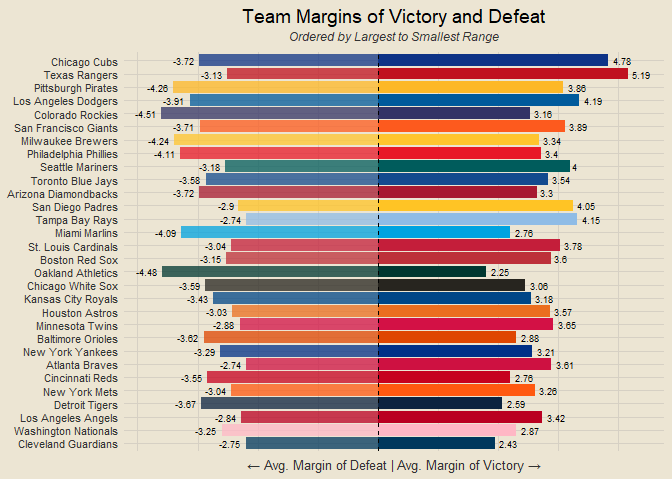 Team Margins of Victory and Defeat
Ordered by Largest to Smallest Range
Chicago Cubs -3.72 4.78
Texas Rangers -3.13 5.19
Pittsburgh Pirates -4.26 3.86
Los Angeles Dodgers -3.91 4.19
Colorado Rockies -4.51 3.16
San Francisco Giants -3.71 3.89
Milwaukee Brewers -4.24 3.34
Philadelphia Phillies -4.11 3.4
Seattle Mariners -3.18 4
Toronto Blue Jays -3.58 3.54
Arizona Diamondbacks -3.72 3.3
San Diego Padres -2.9 4.05
Tampa Bay Rays -2.74 4.15
Miami Marlins -4.09 2.76
St. Louis Cardinals -3.04 3.78
Boston Red Sox -3.15 3.6
Oakland Athletics -4.48 2.25
Chicago White Sox -3.59 3.06
Kansas City Royals -3.43 3.18
Houston Astros -3.03 3.57
Minnesota Twins -2.88 3.65
Baltimore Orioles -3.62 2.88
New York Yankees -3.29 3.21
Atlanta Braves -2.74 3.61
Cincinnati Reds -3.55 2.76
New York Mets -3.04 3.26
Detroit Tigers -3.67 2.59
Los Angeles Angels -2.84 3.42
Washington Nationals -3.25 2.87
Cleveland Guardians -2.75 2.43
← Avg. Margin of Defeat | Avg. Margin of Victory →